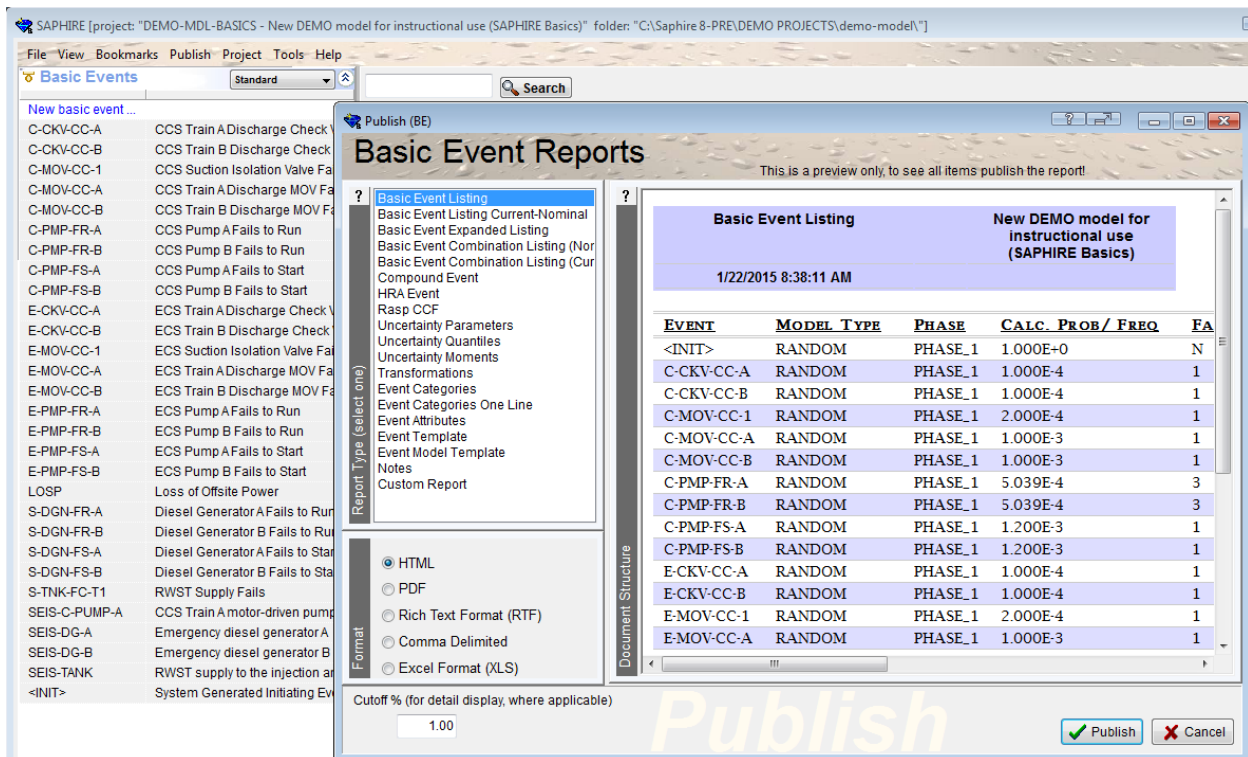 SAPHIRE [project: "DEMO-MDL-BASICS - New DEMO model for instructional use (SAPHIRE Basics)" folder: "C:\Saphire 8-PRE\DEMO PROJECTS\demo-model\"]
File View Bookmarks Publish Project Tools Help
Basic Events Standard
Search
New basic event ...
C-CKV-CC-A CCS Train A Discharge Check
C-CKV-CC-B CCS Train B Discharge Check
C-MOV-CC-1 CCS Suction Isolation Valve Fa
C-MOV-CC-A CCS Train A Discharge MOV Fa
C-MOV-CC-B CCS Train B Discharge MOV Fa
C-PMP-FR-A CCS Pump A Fails to Run
C-PMP-FR-B CCS Pump B Fails to Run
C-PMP-FS-A CCS Pump A Fails to Start
C-PMP-FS-B CCS Pump B Fails to Start
E-CKV-CC-A ECS Train A Discharge Check
E-CKV-CC-B ECS Train B Discharge Check
E-MOV-CC-1 ECS Suction Isolation Valve Fai
E-MOV-CC-A ECS Train A Discharge MOV Fa
E-MOV-CC-B ECS Train B Discharge MOV Fa
E-PMP-FR-A ECS Pump A Fails to Run
E-PMP-FR-B ECS Pump B Fails to Run
E-PMP-FS-A ECS Pump A Fails to Start
E-PMP-FS-B ECS Pump B Fails to Start
LOSP Loss of Offsite Power
S-DGN-FR-A Diesel Generator A Fails to Run
S-DGN-FR-B Diesel Generator B Fails to Ru
S-DGN-FS-A Diesel Generator A Fails to Star
S-DGN-FS-B Diesel Generator B Fails to Sta
S-TNK-FC-T1 RWST Supply Fails
SEIS-C-PUMP-A CCS Train A motor-driven pump
SEIS-DG-A Emergency diesel generator A
SEIS-DG-B Emergency diesel generator B
SEIS-TANK RWST supply to the injection ar
<INIT> System Generated Initiating Ev
Publish (BE)
Basic Event Reports
This is a preview only, to see all items publish the report!
?
Report Type (select one)
Basic Event Listing
Basic Event Listing Current-Nominal
Basic Event Expanded Listing
Basic Event Combination Listing (Nor
Basic Event Combination Listing (Cur
Compound Event
HRA Event
Rasp CCF
Uncertainty Parameters
Uncertainty Quantiles
Uncertainty Moments
Transformations
Event Categories
Event Categories One Line
Event Attributes
Event Template
Event Model Template
Notes
Custom Report
Format
HTML
PDF
Rich Text Format (RTF)
Comma Delimited
Excel Format (XLS)
?
Document Structure
Basic Event Listing New DEMO model for
instructional use
(SAPHIRE Basics)
1/22/2015 8:38:11 AM
EVENT MODEL TYPE PHASE CALC. PROB/ FREQ FA
<INIT> RANDOM PHASE_1 1.000E+0 N
C-CKV-CC-A RANDOM PHASE_1 1.000E-4 1
C-CKV-CC-B RANDOM PHASE_1 1.000E-4 1
C-MOV-CC-1 RANDOM PHASE_1 2.000E-4 1
C-MOV-CC-A RANDOM PHASE_1 1.000E-3 1
C-MOV-CC-B RANDOM PHASE_1 1.000E-3 1
C-PMP-FR-A RANDOM PHASE_1 5.039E-4 3
C-PMP-FR-B RANDOM PHASE_1 5.039E-4 3
C-PMP-FS-A RANDOM PHASE_1 1.200E-3 1
C-PMP-FS-B RANDOM PHASE_1 1.200E-3 1
E-CKV-CC-A RANDOM PHASE_1 1.000E-4 1
E-CKV-CC-B RANDOM PHASE_1 1.000E-4 1
E-MOV-CC-1 RANDOM PHASE_1 2.000E-4 1
E-MOV-CC-A RANDOM PHASE_1 1.000E-3 1
Cutoff % (for detail display, where applicable)
1.00
Publish
Publish Cancel